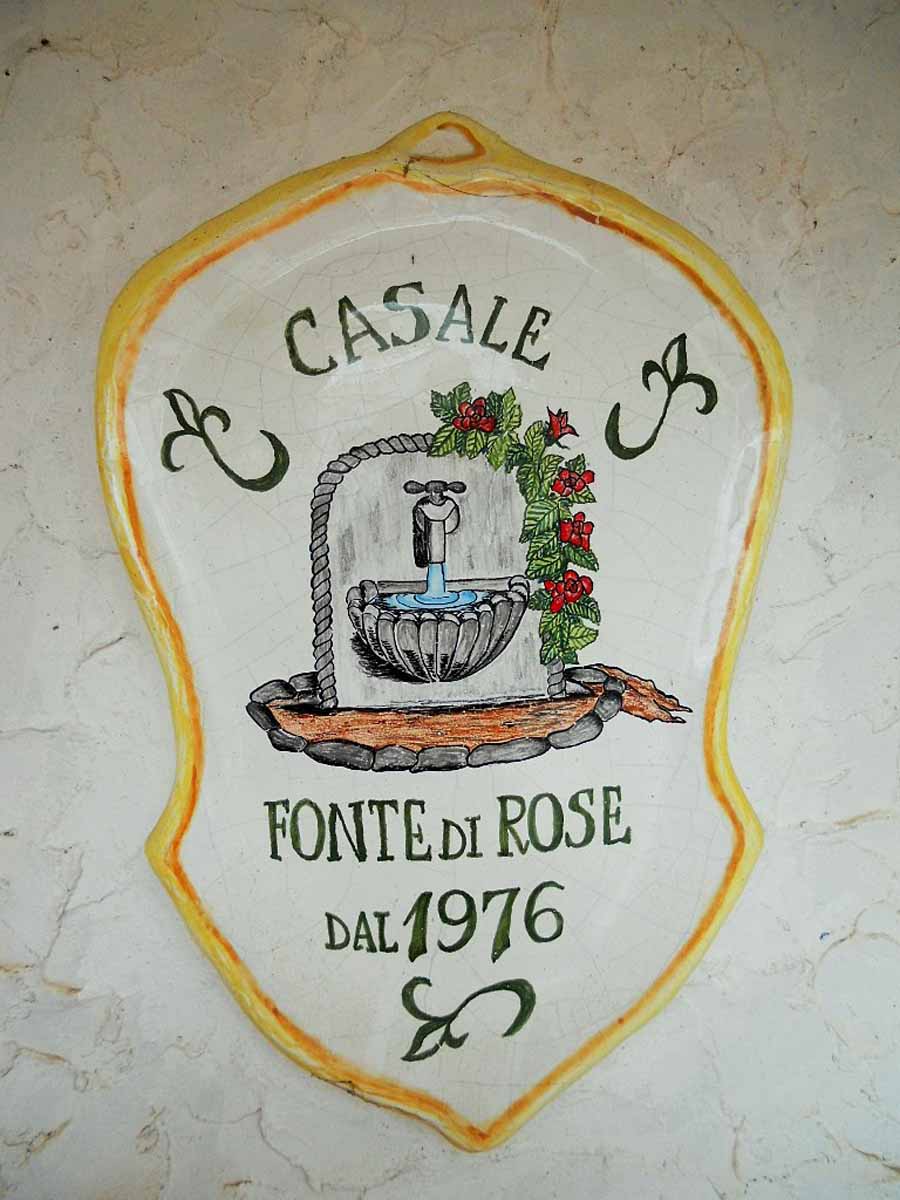 CASALE
FONTE DI ROSE
DAL 1976